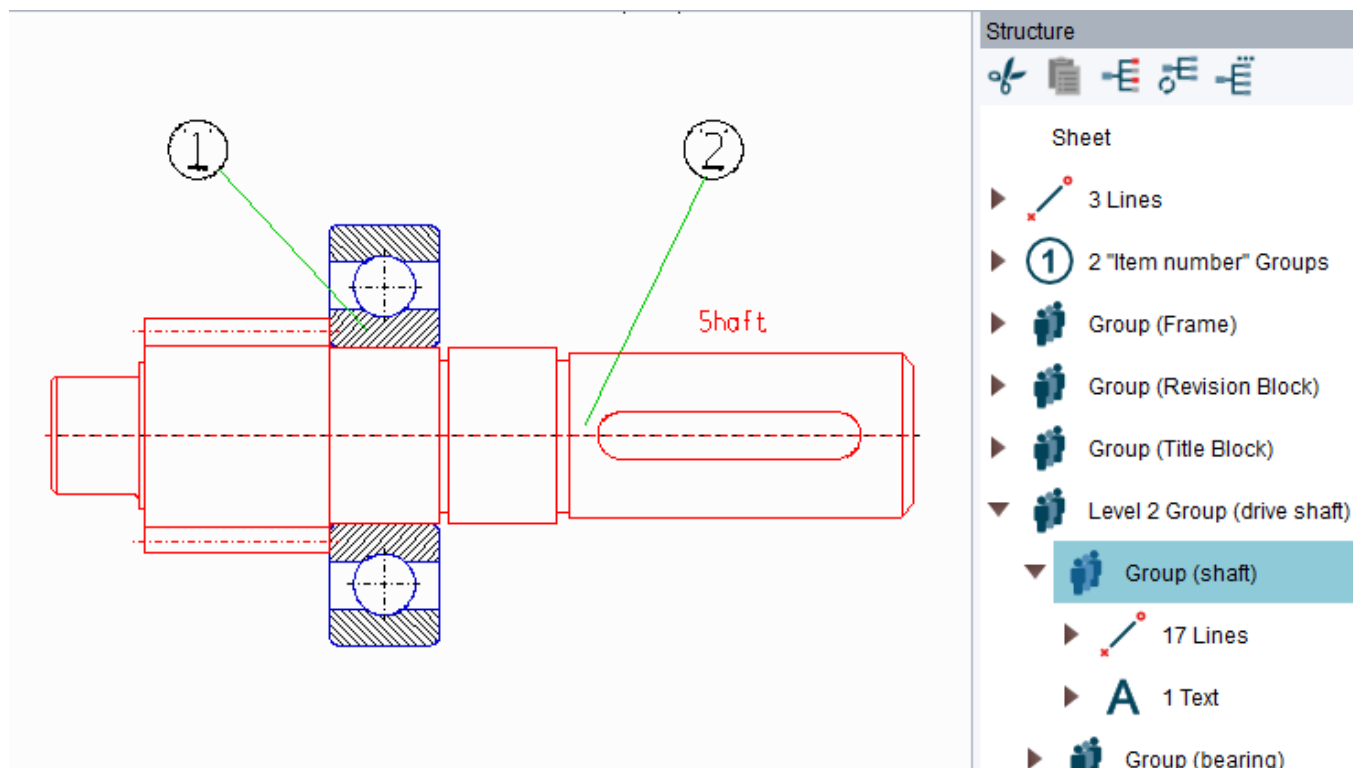 1
2
Shaft
Structure
Sheet
3 Lines
1
2 "Item number" Groups
Group (Frame)
Group (Revision Block)
Group (Title Block)
Level 2 Group (drive shaft)
Group (shaft)
17 Lines
A
1 Text
Group (bearing)